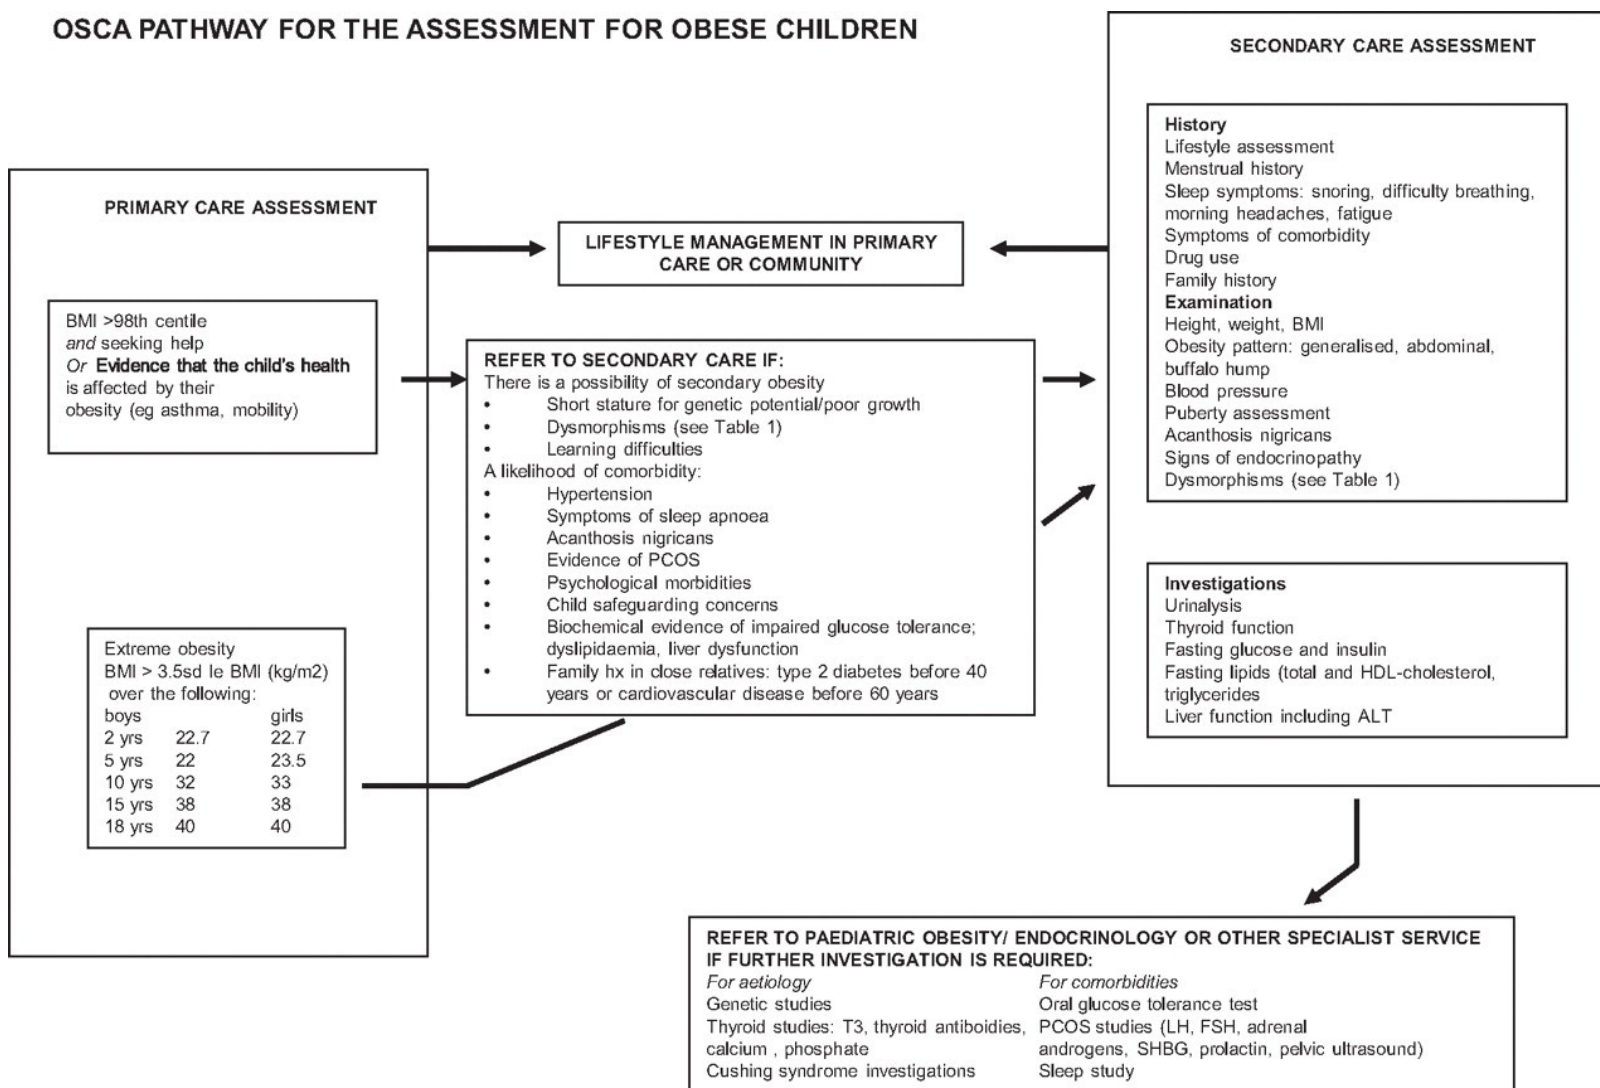 OSCA PATHWAY FOR THE ASSESSMENT FOR OBESE CHILDREN
PRIMARY CARE ASSESSMENT
BMI >98th centile
and seeking help
Or Evidence that the child's health
is affected by their
obesity (eg asthma, mobility)
Extreme obesity
BMI > 3.5sd Ie BMI (kg/m2)
over the following:
boys girls
2 yrs 22.7 22.7
5 yrs 22 23.5
10 yrs 32 33
15 yrs 38 38
18 yrs 40 40
LIFESTYLE MANAGEMENT IN PRIMARY
CARE OR COMMUNITY
REFER TO SECONDARY CARE IF:
There is a possibility of secondary obesity
• Short stature for genetic potential/poor growth
• Dysmorphisms (see Table 1)
• Learning difficulties
A likelihood of comorbidity:
• Hypertension
• Symptoms of sleep apnoea
• Acanthosis nigricans
• Evidence of PCOS
• Psychological morbidities
• Child safeguarding concerns
• Biochemical evidence of impaired glucose tolerance;
dyslipidaemia, liver dysfunction
• Family hx in close relatives: type 2 diabetes before 40
years or cardiovascular disease before 60 years
SECONDARY CARE ASSESSMENT
History
Lifestyle assessment
Menstrual history
Sleep symptoms: snoring, difficulty breathing,
morning headaches, fatigue
Symptoms of comorbidity
Drug use
Family history
Examination
Height, weight, BMI
Obesity pattern: generalised, abdominal,
buffalo hump
Blood pressure
Puberty assessment
Acanthosis nigricans
Signs of endocrinopathy
Dysmorphisms (see Table 1)
Investigations
Urinalysis
Thyroid function
Fasting glucose and insulin
Fasting lipids (total and HDL-cholesterol,
triglycerides
Liver function including ALT
REFER TO PAEDIATRIC OBESITY/ ENDOCRINOLOGY OR OTHER SPECIALIST SERVICE
IF FURTHER INVESTIGATION IS REQUIRED:
For aetiology
Genetic studies
Thyroid studies: T3, thyroid antiboidies,
calcium , phosphate
Cushing syndrome investigations
For comorbidities
Oral glucose tolerance test
PCOS studies (LH, FSH, adrenal
androgens, SHBG, prolactin, pelvic ultrasound)
Sleep study